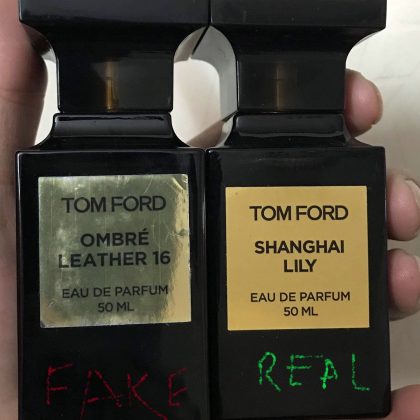 TOM FORD
OMBRÉ
LEATHER 16
EAU DE PARFUM
50 ML
FAKE
TOM FORD
SHANGHAI
LILY
EAU DE PARFUM
50 ML
REAL